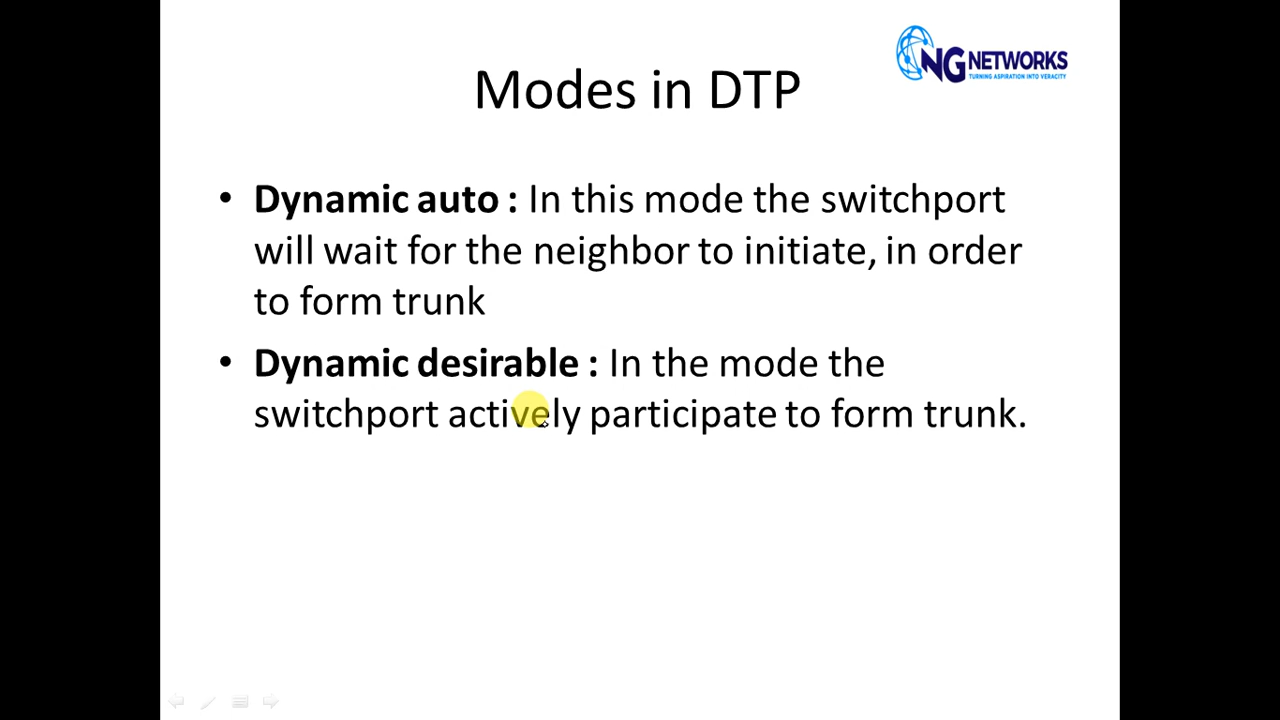 NG NETWORKS
TURNING ASPIRATION INTO VERACITY
Modes in DTP
• Dynamic auto : In this mode the switchport
will wait for the neighbor to initiate, in order
to form trunk
• Dynamic desirable : In the mode the
switchport actively participate to form trunk.